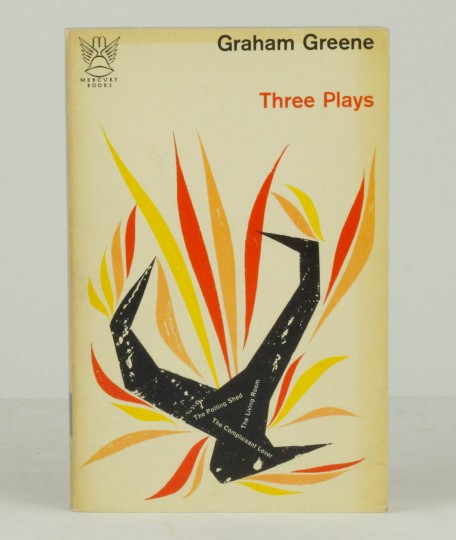 MERCURY
BOOKS
Graham Greene
Three Plays
The Potting Shed
The Living Room
The Complaisant Lover